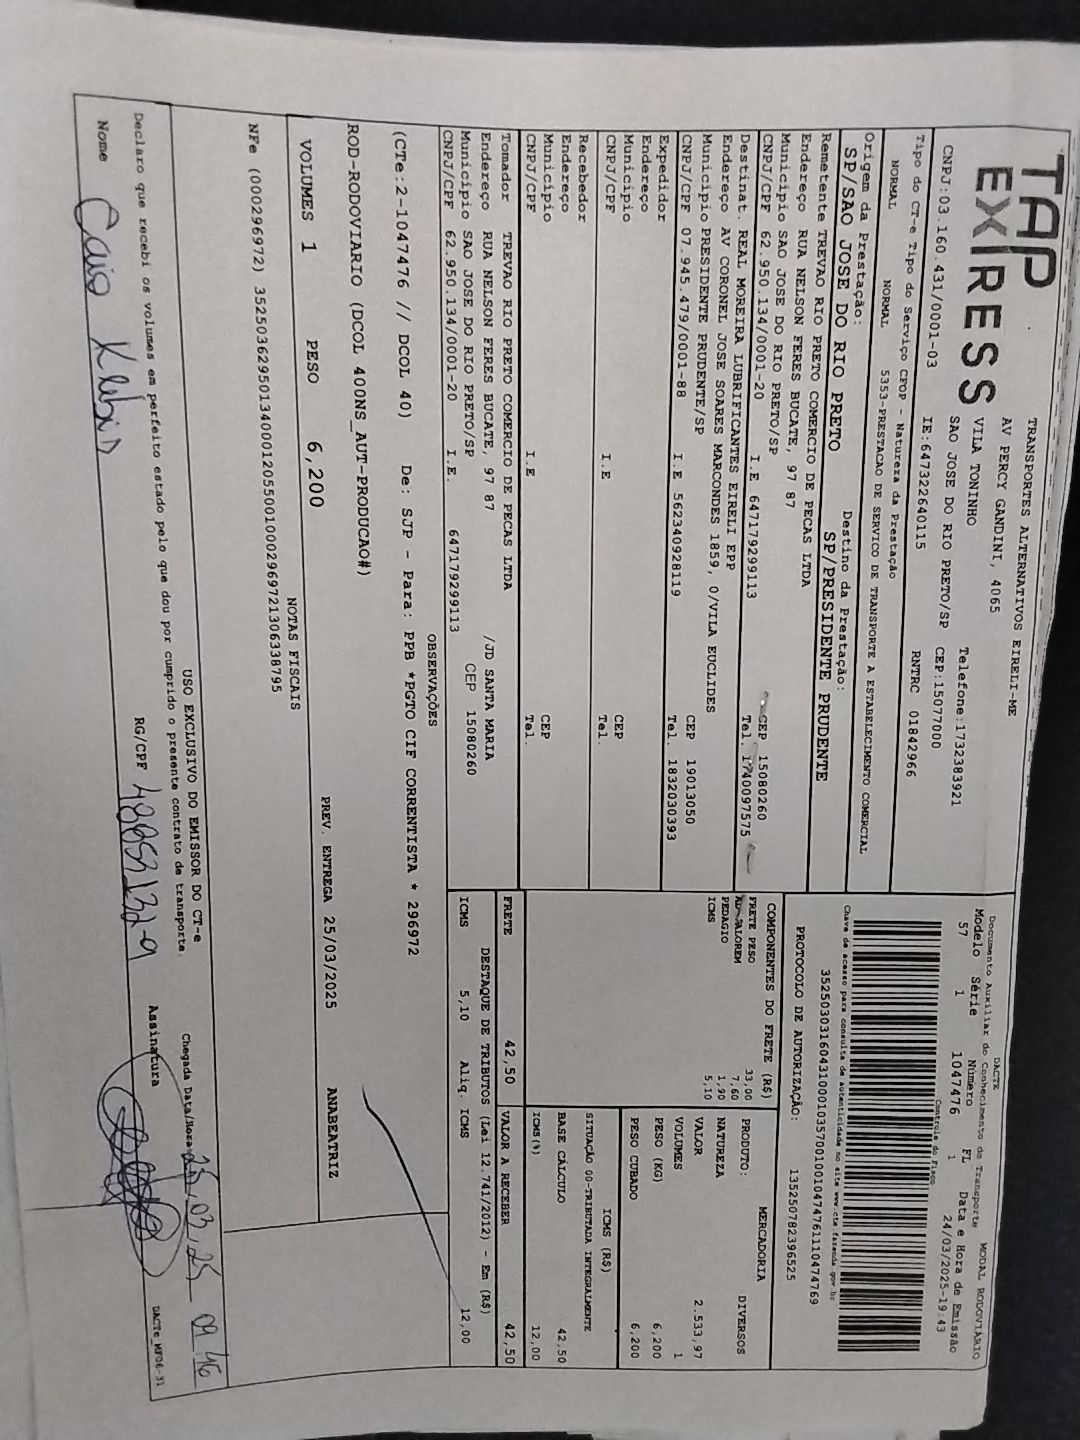 TAP
EXPRESS
TRANSPORTES ALTERNATIVOS EIRELI-ME
AV PERCY GANDINI, 4065
VILA TONINHO
SAO JOSE DO RIO PRETO/SP
Telefone:1732383921
CEP:15077000
CNPJ:03.160.431/0001-03 IE:647322640115 RNTRC 01842966
DACTE MODAL RODOVIÁRIO
Documento Auxiliar do Conhecimento de Transporte
Modelo Série Número FL Data e Hora de Emissão
57 1 1047476 1 24/03/2025-19:43
Controle do Fisco
Chave de acesso para consulta de autenticidade no site www.cte.fazenda.gov.br
PROTOCOLO DE AUTORIZAÇÃO: 135250782396525
Tipo do CT-e Tipo do Serviço CFOP - Natureza da Prestação
NORMAL NORMAL 5353-PRESTACAO DE SERVICO DE TRANSPORTE A ESTABELECIMENTO COMERCIAL
Origem da Prestação: Destino da Prestação:
SP/SAO JOSE DO RIO PRETO SP/PRESIDENTE PRUDENTE
Remetente TREVAO RIO PRETO COMERCIO DE PECAS LTDA
Endereço RUA NELSON FERES BUCATE, 97 87
Município SAO JOSE DO RIO PRETO/SP CEP 15080260
CNPJ/CPF 62.950.134/0001-20 I.E 647179299113 Tel. 1740097575
Destinat. REAL MOREIRA LUBRIFICANTES EIRELI EPP
Endereço AV CORONEL JOSE SOARES MARCONDES 1859, 0/VILA EUCLIDES
Município PRESIDENTE PRUDENTE/SP CEP 19013050
CNPJ/CPF 07.945.479/0001-88 I.E 562340928119 Tel. 1832030393
Expedidor
Endereço
Município CEP
CNPJ/CPF I.E Tel.
Recebedor
Endereço
Município CEP
CNPJ/CPF I.E Tel.
Tomador TREVAO RIO PRETO COMERCIO DE PECAS LTDA
Endereço RUA NELSON FERES BUCATE, 97 87 /JD SANTA MARIA
Município SAO JOSE DO RIO PRETO/SP CEP 15080260
CNPJ/CPF 62.950.134/0001-20 I.E. 647179299113
COMPONENTES DO FRETE (R$)
FRETE PESO 33,00
AD-VALOREM 7,60
PEDAGIO 1,90
ICMS 5,10
MERCADORIA
PRODUTO: DIVERSOS
NATUREZA
VALOR 2.533,97
VOLUMES 1
PESO (KG) 6,200
PESO CUBADO 6,200
ICMS (R$)
SITUAÇÃO 00-TRIBUTADA INTEGRALMENTE
BASE CÁLCULO 42,50
ICMS(%) 12,00
FRETE 42,50 VALOR A RECEBER 42,50
DESTAQUE DE TRIBUTOS (Lei 12.741/2012) - Em (R$)
ICMS 5,10 Alíq. ICMS 12,00
OBSERVAÇÕES
(CTe:2-1047476 // DCOL 40) De: SJP - Para: PPB *PGTO CIF CORRENTISTA * 296972
ROD-RODOVIARIO (DCOL 400NS_AUT-PRODUCAO#)
VOLUMES 1 PESO 6,200 PREV. ENTREGA 25/03/2025 ANABEATRIZ
NOTAS FISCAIS
NFe (000296972)
USO EXCLUSIVO DO EMISSOR DO CT-e
Declaro que recebi os volumes em perfeito estado pelo que dou por cumprido o presente contrato de transporte.
Chegada Data/Hora 25,03,25
Nome Caio RG/CPF Assinatura
DACTe_MF06-31